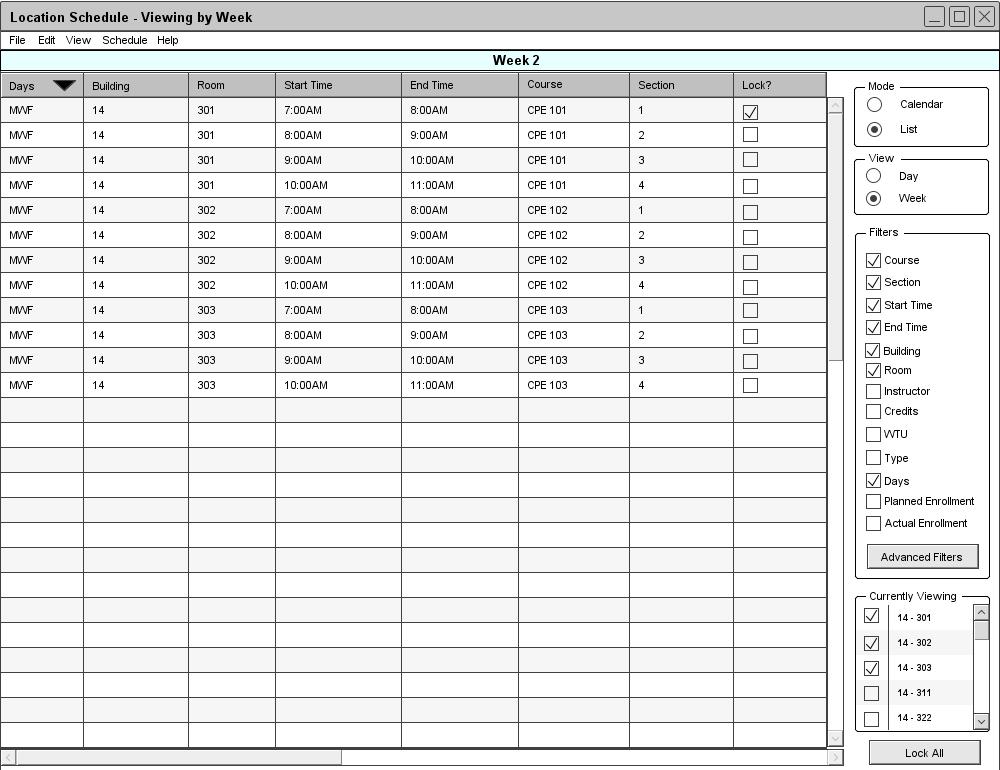 Location Schedule - Viewing by Week
File Edit View Schedule Help
Week 2
Days Building Room Start Time End Time Course Section Lock?
MWF 14 301 7:00AM 8:00AM CPE 101 1
MWF 14 301 8:00AM 9:00AM CPE 101 2
MWF 14 301 9:00AM 10:00AM CPE 101 3
MWF 14 301 10:00AM 11:00AM CPE 101 4
MWF 14 302 7:00AM 8:00AM CPE 102 1
MWF 14 302 8:00AM 9:00AM CPE 102 2
MWF 14 302 9:00AM 10:00AM CPE 102 3
MWF 14 302 10:00AM 11:00AM CPE 102 4
MWF 14 303 7:00AM 8:00AM CPE 103 1
MWF 14 303 8:00AM 9:00AM CPE 103 2
MWF 14 303 9:00AM 10:00AM CPE 103 3
MWF 14 303 10:00AM 11:00AM CPE 103 4
Mode
Calendar
List
View
Day
Week
Filters
Course
Section
Start Time
End Time
Building
Room
Instructor
Credits
WTU
Type
Days
Planned Enrollment
Actual Enrollment
Advanced Filters
Currently Viewing
14 - 301
14 - 302
14 - 303
14 - 311
14 - 322
Lock All